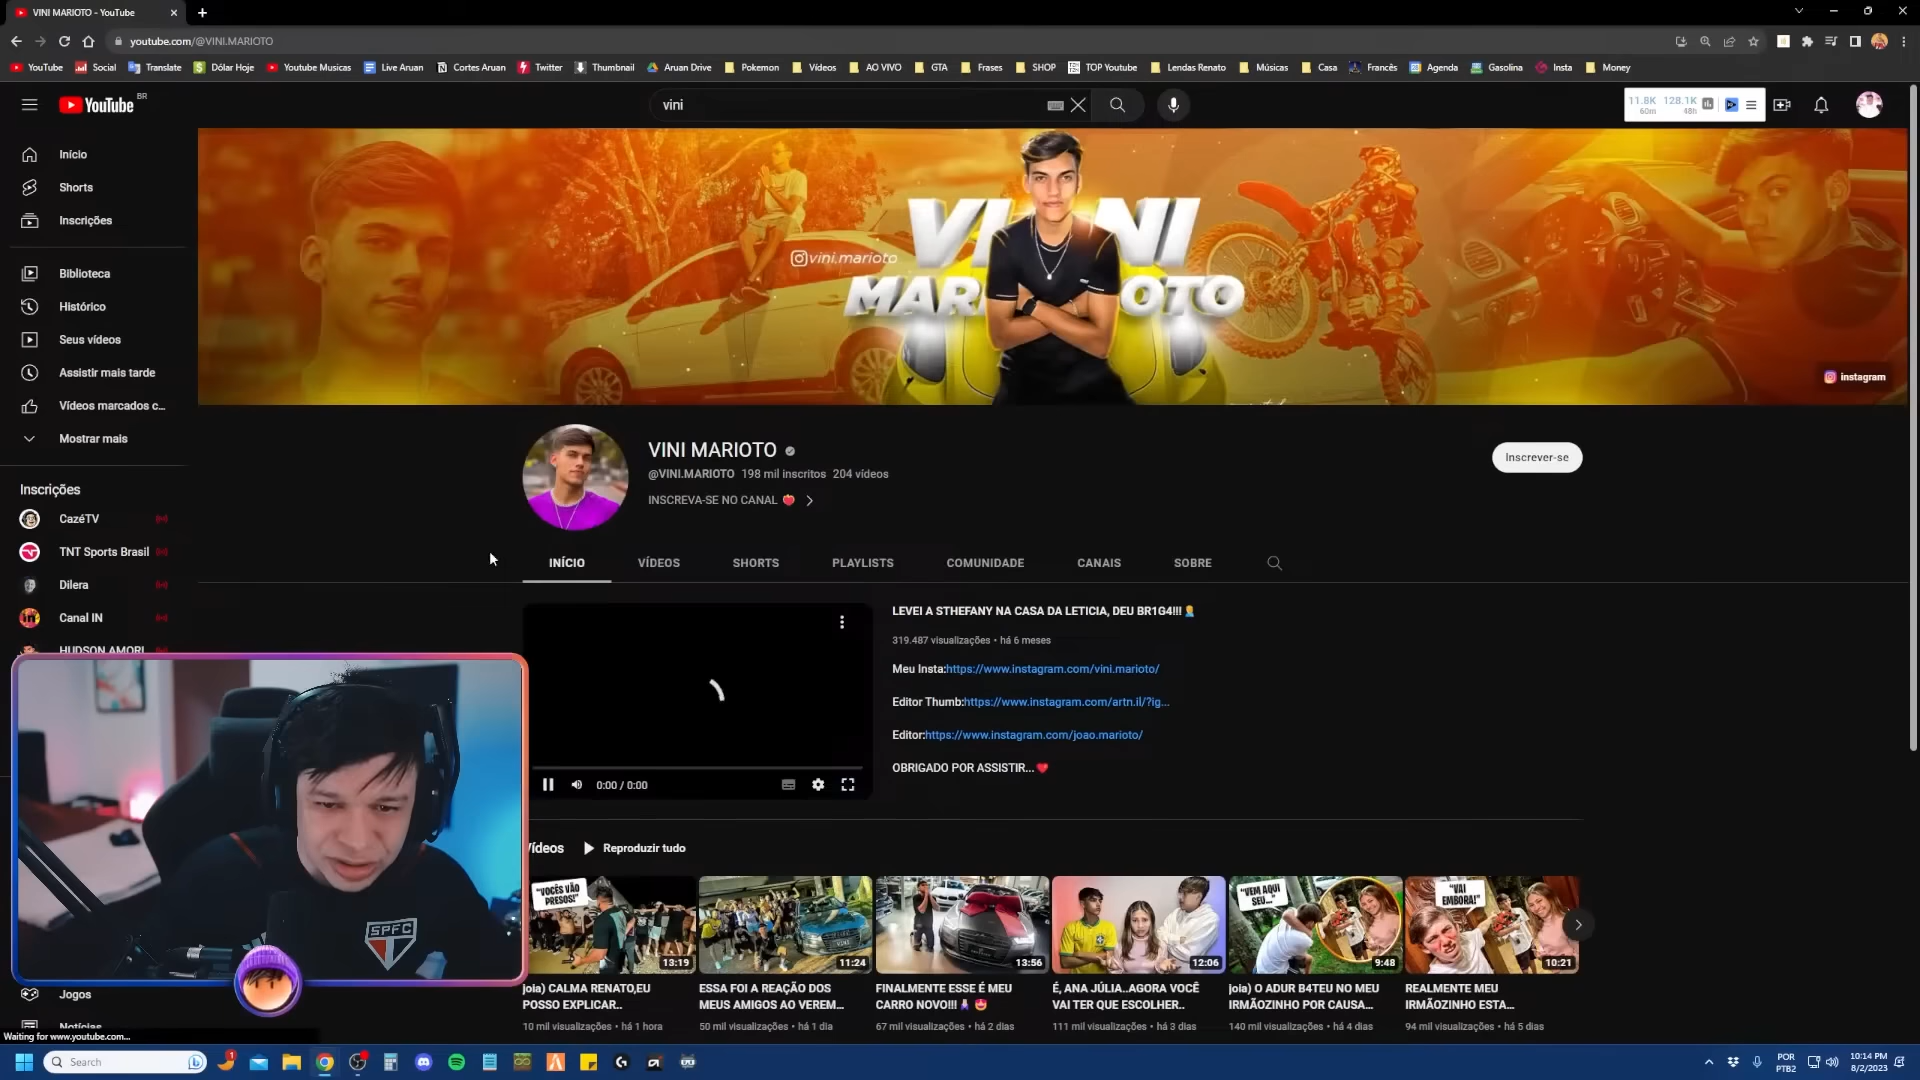 VINI MARIOTO - YouTube
youtube.com/@VINI.MARIOTO
YouTube Social Translate Dólar Hoje Youtube Musicas Live Aruan Cortes Aruan Twitter Thumbnail Aruan Drive Pokemon Vídeos AO VIVO GTA Frases SHOP TOP Youtube Lendas Renato Músicas Casa Francês Agenda Gasolina Insta Money
YouTube BR
vini
11.8K 128.1K
60m 48h
Início
Shorts
Inscrições
Biblioteca
Histórico
Seus vídeos
Assistir mais tarde
Vídeos marcados c...
Mostrar mais
Inscrições
CazéTV
TNT Sports Brasil
Dilera
Canal IN
HUDSON AMORI
Jogos
Notícias
VINI
MARIOTO
vini.marioto
instagram
VINI MARIOTO
@VINI.MARIOTO 198 mil inscritos 204 vídeos
INSCREVA-SE NO CANAL 🍅
Inscrever-se
INÍCIO VÍDEOS SHORTS PLAYLISTS COMUNIDADE CANAIS SOBRE
0:00 / 0:00
LEVEI A STHEFANY NA CASA DA LETICIA, DEU BR1G4!!!
319.487 visualizações • há 6 meses
Meu Insta:https://www.instagram.com/vini.marioto/
Editor Thumb:https://www.instagram.com/artn.il/?ig...
Editor:https://www.instagram.com/joao.marioto/
OBRIGADO POR ASSISTIR...❤️
SPFC
Vídeos Reproduzir tudo
"VOCÊS VÃO
PRESOS!"
13:19
11:24
13:56
12:06
"VEM AQUI
SEU..."
9:48
"VAI
EMBORA!"
10:21
joia) CALMA RENATO,EU
POSSO EXPLICAR..
10 mil visualizações • há 1 hora
ESSA FOI A REAÇÃO DOS
MEUS AMIGOS AO VEREM...
50 mil visualizações • há 1 dia
FINALMENTE ESSE É MEU
CARRO NOVO!!!
67 mil visualizações • há 2 dias
É, ANA JÚLIA..AGORA VOCÊ
VAI TER QUE ESCOLHER..
111 mil visualizações • há 3 dias
joia) O ADUR B4TEU NO MEU
IRMÃOZINHO POR CAUSA...
140 mil visualizações • há 4 dias
REALMENTE MEU
IRMÃOZINHO ESTA...
94 mil visualizações • há 5 dias
Waiting for www.youtube.com...
Search
1
POR
PTB2
10:14 PM
8/2/2023